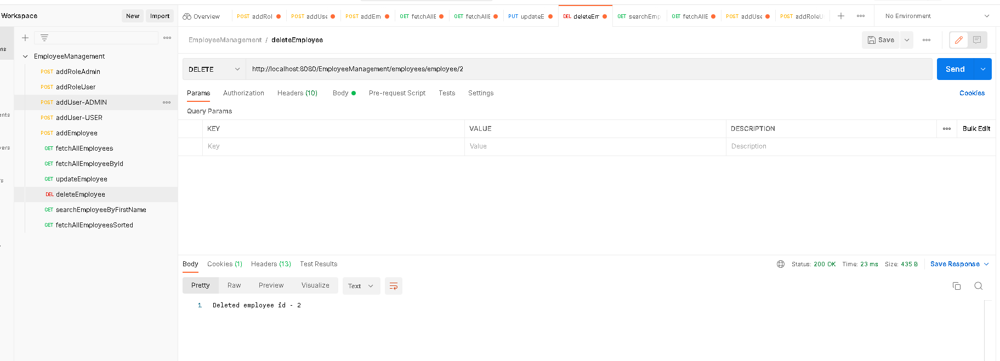 Workspace
New
Import
Overview
POST addRol
POST addUse
POST addEm
GET fetchAllE
GET fetchAllE
PUT updateE
DEL deleteEm
GET searchEmp
GET fetchAllE
POST addUse
POST addRoleU
No Environment
ns
ents
vers
rs
EmployeeManagement
POST addRoleAdmin
POST addRoleUser
POST addUser-ADMIN
POST addUser-USER
POST addEmployee
GET fetchAllEmployees
GET fetchAllEmployeeById
GET updateEmployee
DEL deleteEmployee
GET searchEmployeeByFirstName
GET fetchAllEmployeesSorted
EmployeeManagement / deleteEmployee
Save
DELETE
http://localhost:8080/EmployeeManagement/employees/employee/2
Send
Params
Authorization
Headers (10)
Body
Pre-request Script
Tests
Settings
Cookies
Query Params
KEY
VALUE
DESCRIPTION
Bulk Edit
Key
Value
Description
Body
Cookies (1)
Headers (13)
Test Results
Status: 200 OK
Time: 23 ms
Size: 435 B
Save Response
Pretty
Raw
Preview
Visualize
Text
1 Deleted employee id - 2